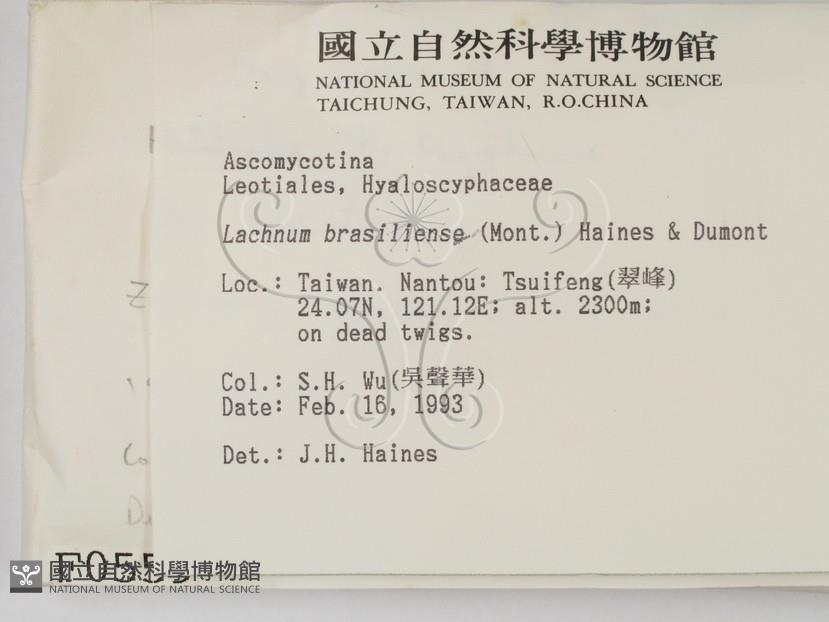 國立自然科學博物館
NATIONAL MUSEUM OF NATURAL SCIENCE
TAICHUNG, TAIWAN, R.O.CHINA
Ascomycotina
Leotiales, Hyaloscyphaceae
Lachnum brasiliense (Mont.) Haines & Dumont
Loc.: Taiwan. Nantou: Tsuifeng(翠峰)
24.07N, 121.12E; alt. 2300m;
on dead twigs.
Col.: S.H. Wu(吳聲華)
Date: Feb. 16, 1993
Det.: J.H. Haines
Z
Co
國立自然科學博物館
NATIONAL MUSEUM OF NATURAL SCIENCE